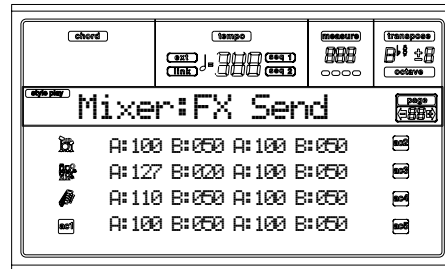 chord tempo measure transpose
ext seq 1
link seq 2
octave
style play Mixer:FX Send page
A:100 B:050 A:100 B:050 ac2
A:127 B:020 A:100 B:050 ac3
A:110 B:050 A:100 B:050 ac4
ac1 A:100 B:050 A:100 B:050 ac5